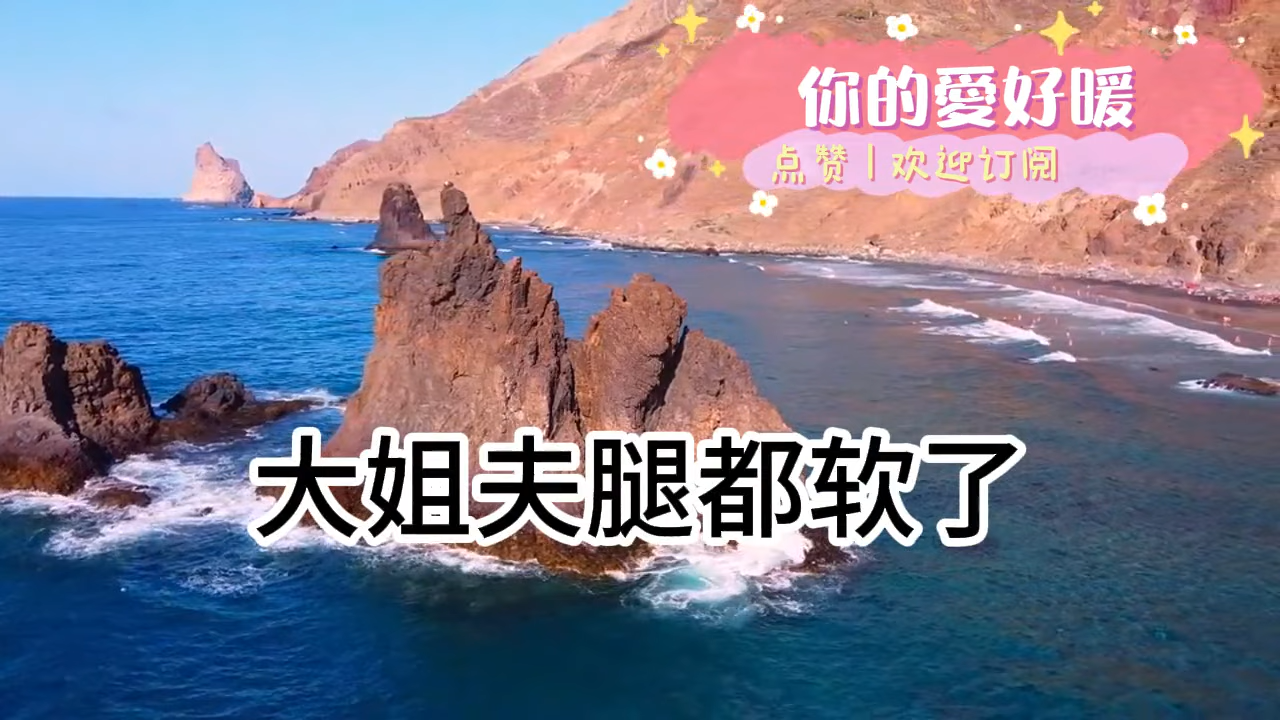 你的愛好暖
点赞 | 欢迎订阅
大姐夫腿都软了